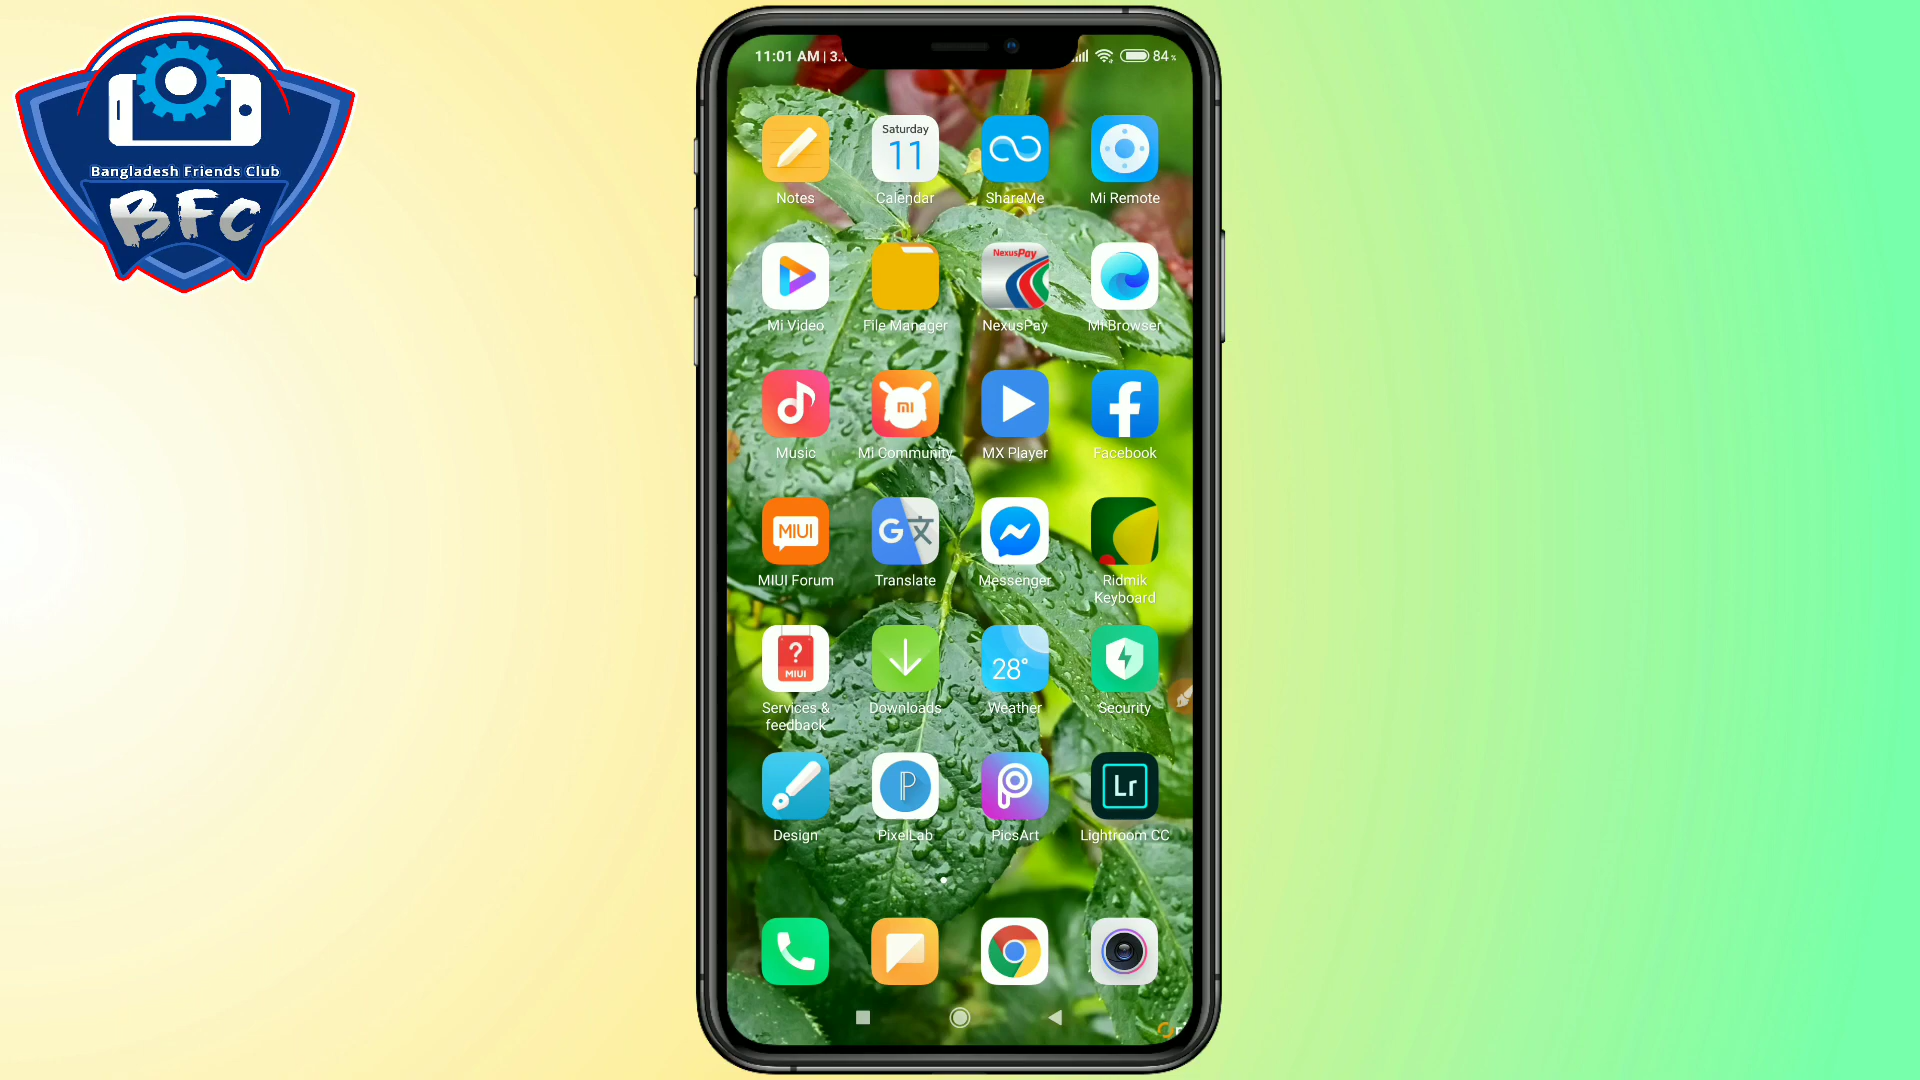 Bangladesh Friends Club
BFC
11:01 AM | 3.
84%
Saturday
11
Notes
Calendar
ShareMe
Mi Remote
NexusPay
Mi Video
File Manager
NexusPay
Mi Browser
mi
Music
Mi Community
MX Player
Facebook
MIUI
G文
MIUI Forum
Translate
Messenger
Ridmik
Keyboard
?
MIUI
28°
Services &
feedback
Downloads
Weather
Security
P
Lr
Design
PixelLab
PicsArt
Lightroom CC